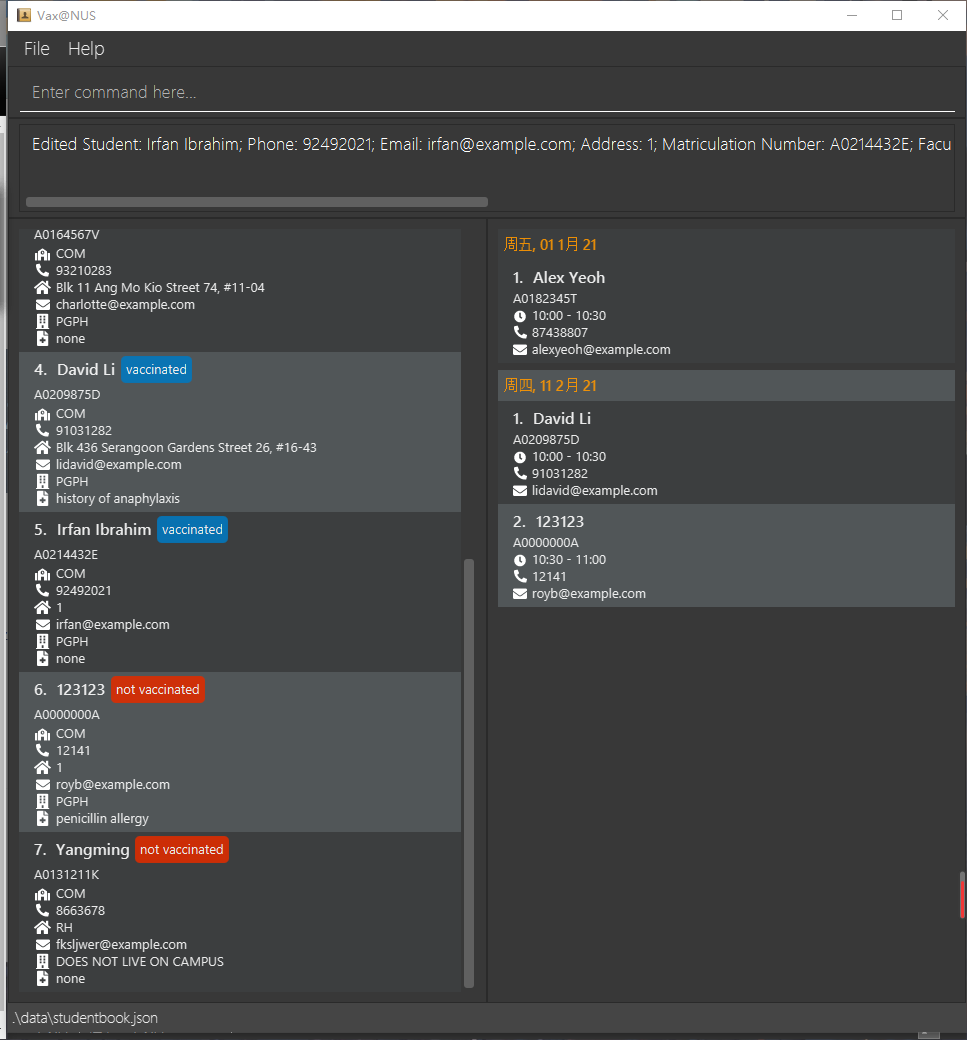 Vax@NUS
File Help
Enter command here...
Edited Student: Irfan Ibrahim; Phone: 92492021; Email: irfan@example.com; Address: 1; Matriculation Number: A0214432E; Facu
A0164567V
COM
93210283
Blk 11 Ang Mo Kio Street 74, #11-04
charlotte@example.com
PGPH
none
4. David Li vaccinated
A0209875D
COM
91031282
Blk 436 Serangoon Gardens Street 26, #16-43
lidavid@example.com
PGPH
history of anaphylaxis
5. Irfan Ibrahim vaccinated
A0214432E
COM
92492021
1
irfan@example.com
PGPH
none
6. 123123 not vaccinated
A0000000A
COM
12141
1
royb@example.com
PGPH
penicillin allergy
7. Yangming not vaccinated
A0131211K
COM
8663678
RH
fksljwer@example.com
DOES NOT LIVE ON CAMPUS
none
周五, 01 1月 21
1. Alex Yeoh
A0182345T
10:00 - 10:30
87438807
alexyeoh@example.com
周四, 11 2月 21
1. David Li
A0209875D
10:00 - 10:30
91031282
lidavid@example.com
2. 123123
A0000000A
10:30 - 11:00
12141
royb@example.com
.\data\studentbook.json